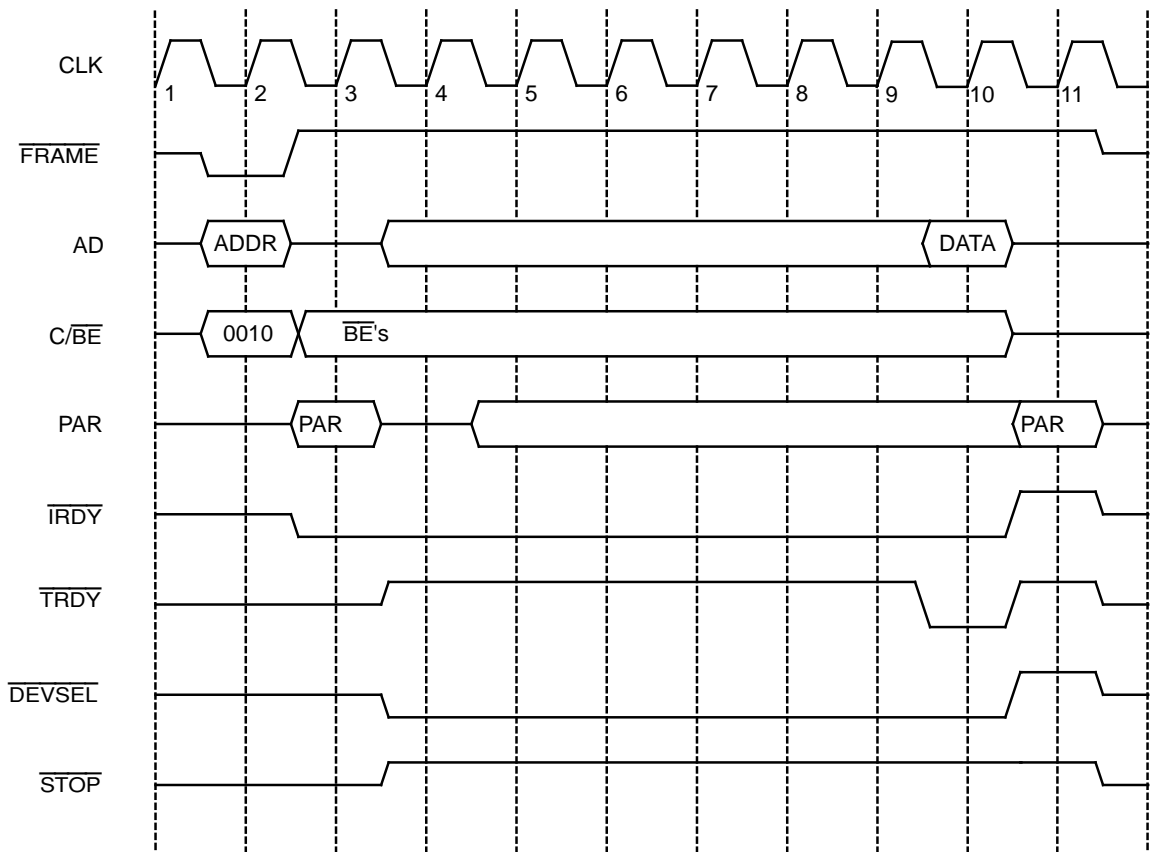 CLK
1 2 3 4 5 6 7 8 9 10 11
FRAME
AD ADDR DATA
C/BE 0010 BE's
PAR PAR PAR
IRDY
TRDY
DEVSEL
STOP